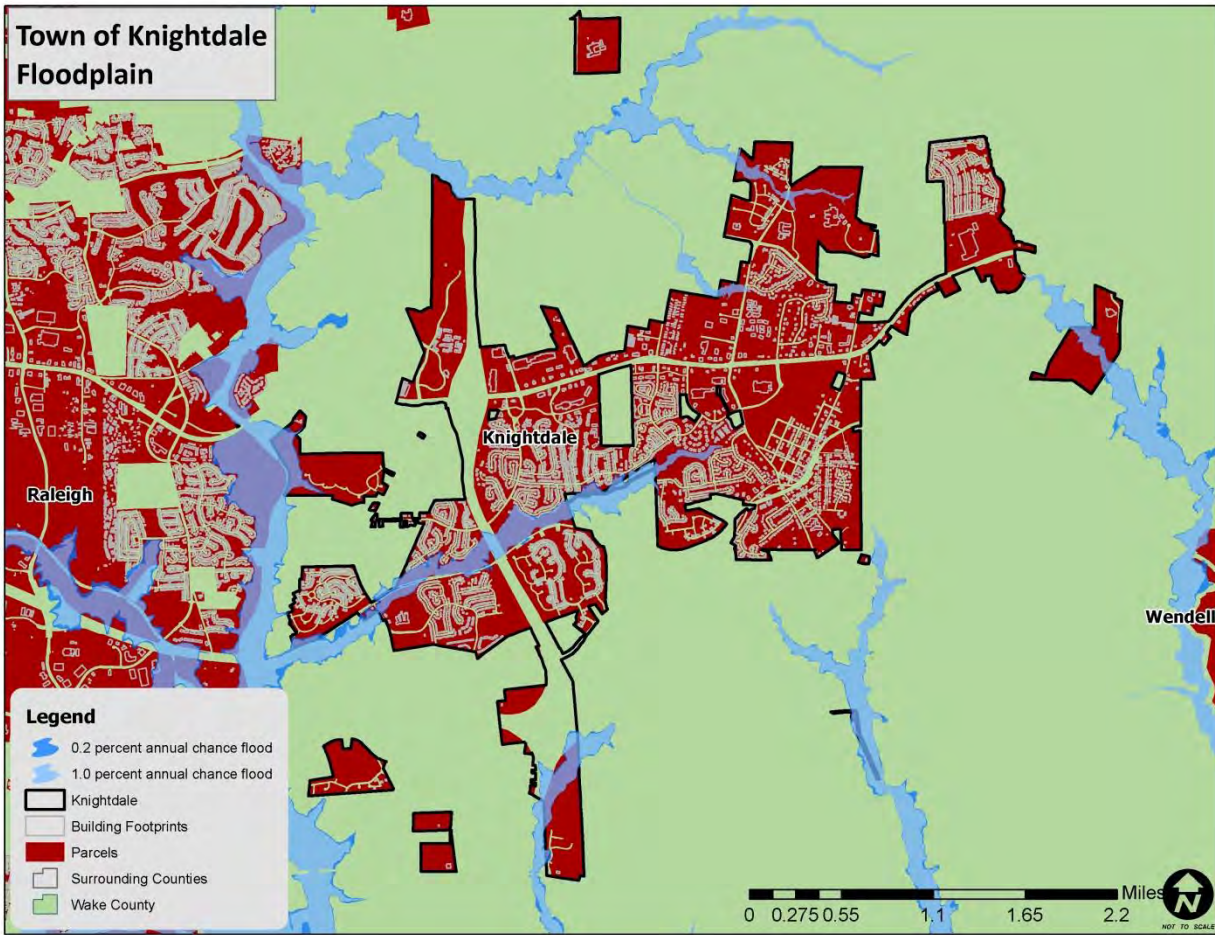 Town of Knightdale
Floodplain
Knightdale
Raleigh
Wendell
Legend
0.2 percent annual chance flood
1.0 percent annual chance flood
Knightdale
Building Footprints
Parcels
Surrounding Counties
Wake County
Miles
0 0.275 0.55 1.1 1.65 2.2
N
NOT TO SCALE